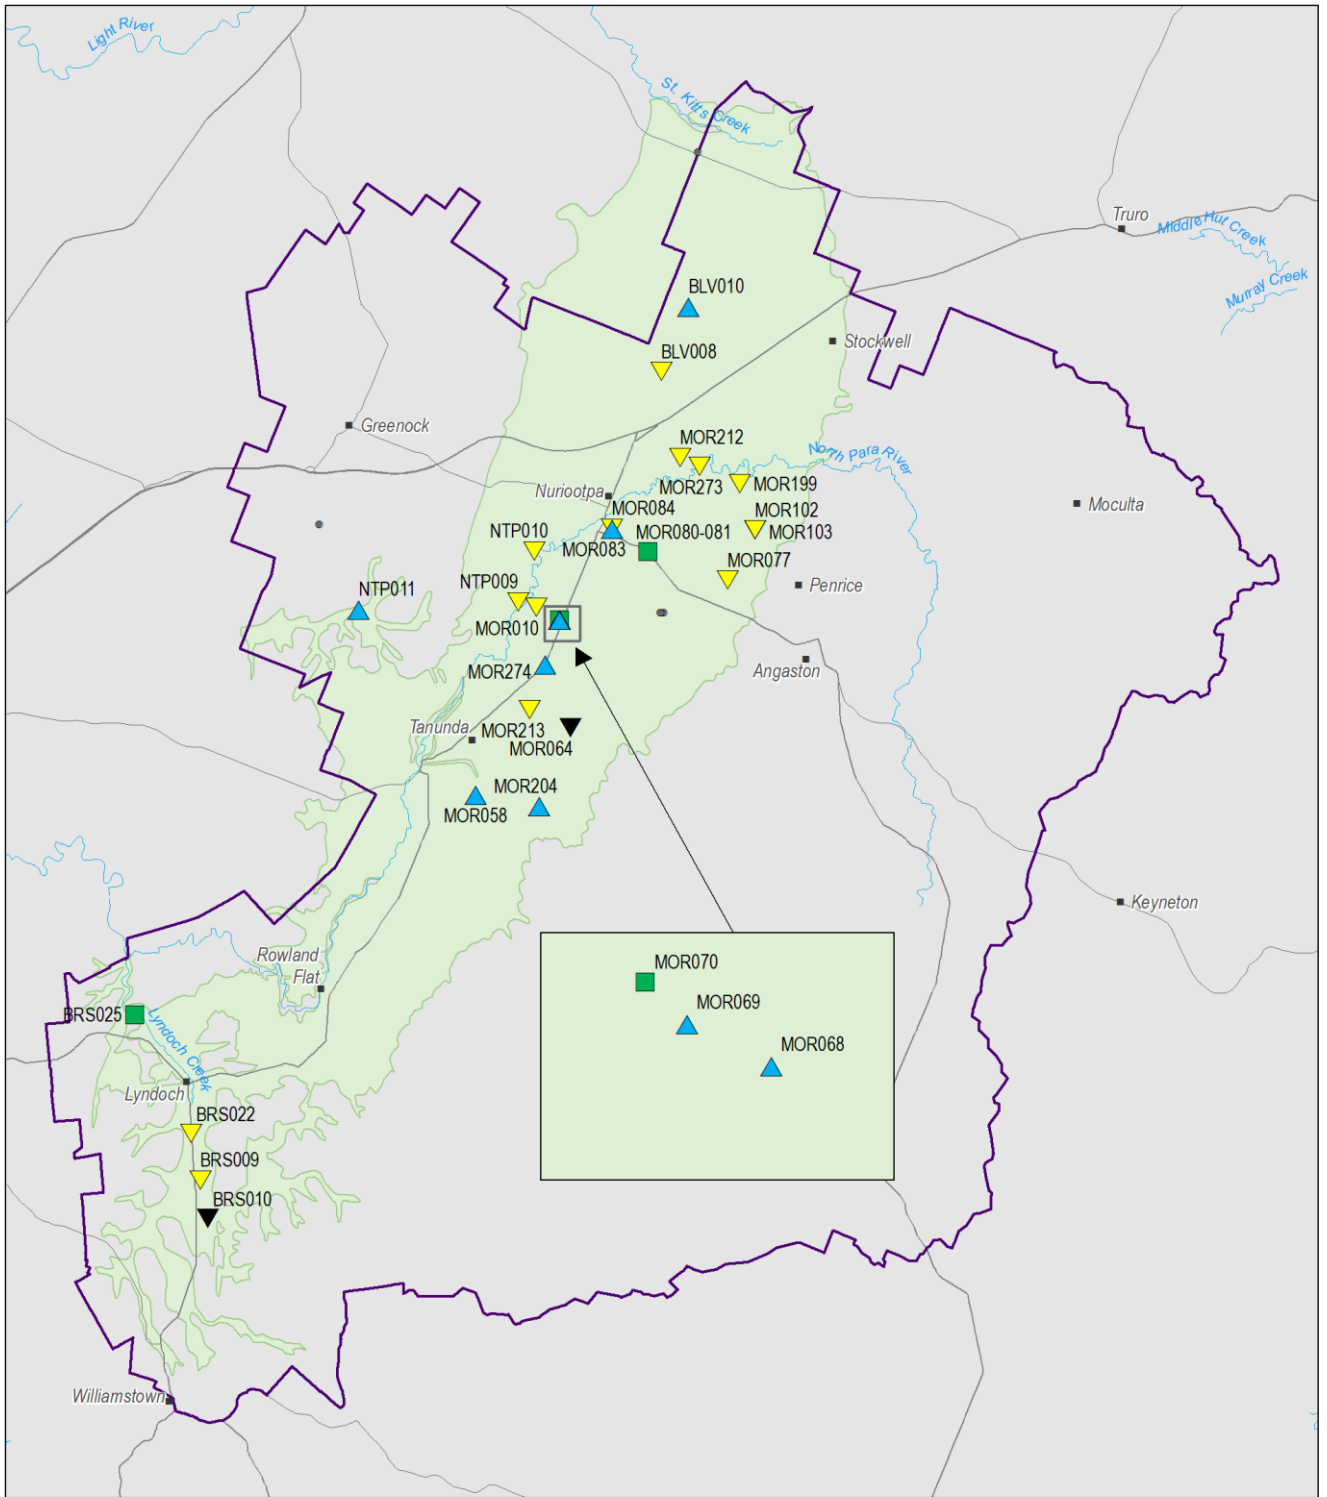 Light River
St. Kitt's Creek
Truro
Middle Hut Creek
Murray Creek
BLV010
Stockwell
BLV008
Greenock
MOR212
North Para River
MOR273
MOR199
Nuriootpa
Moculta
MOR084
MOR102
NTP010
MOR080-081
MOR103
MOR083
MOR077
NTP009
NTP011
Penrice
MOR010
MOR274
Angaston
Tanunda
MOR213
MOR064
MOR204
MOR058
Keyneton
Rowland
Flat
MOR070
BRS025
MOR069
Lyndoch Creek
MOR068
Lyndoch
BRS022
BRS009
BRS010
Williamstown